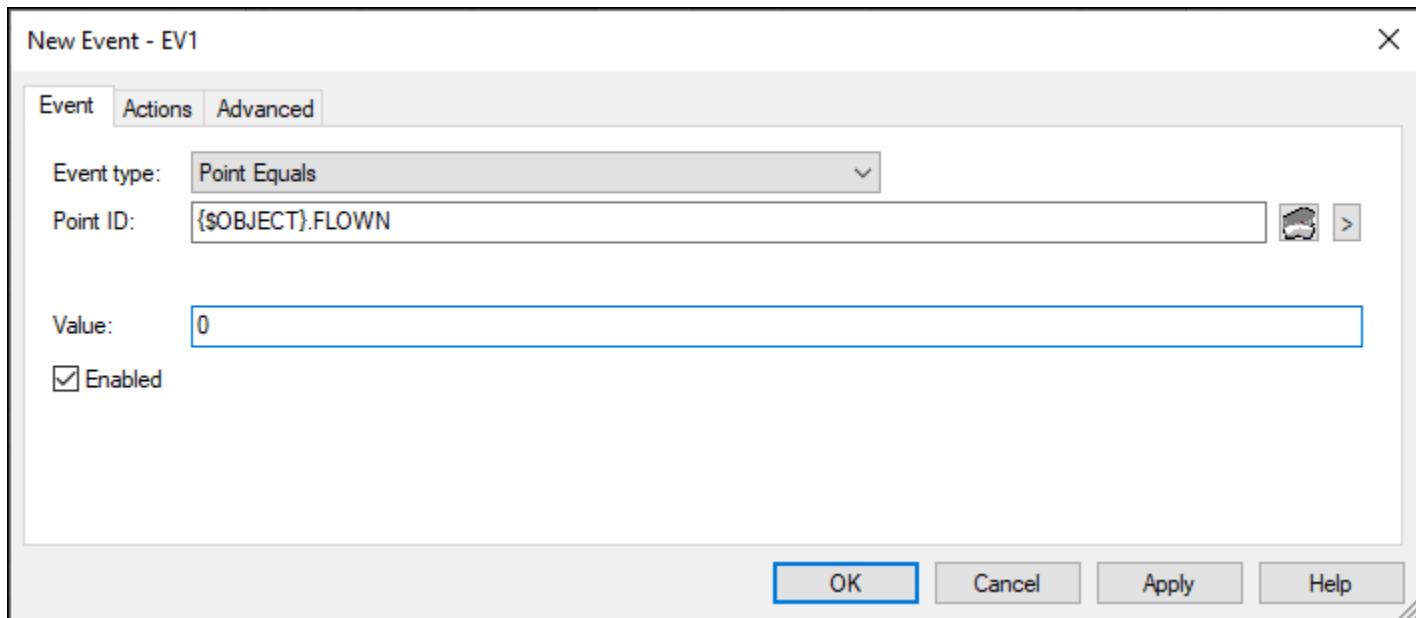 New Event - EV1
Event Actions Advanced
Event type: Point Equals
Point ID: {$OBJECT}.FLOWN >
Value: 0
Enabled
OK Cancel Apply Help